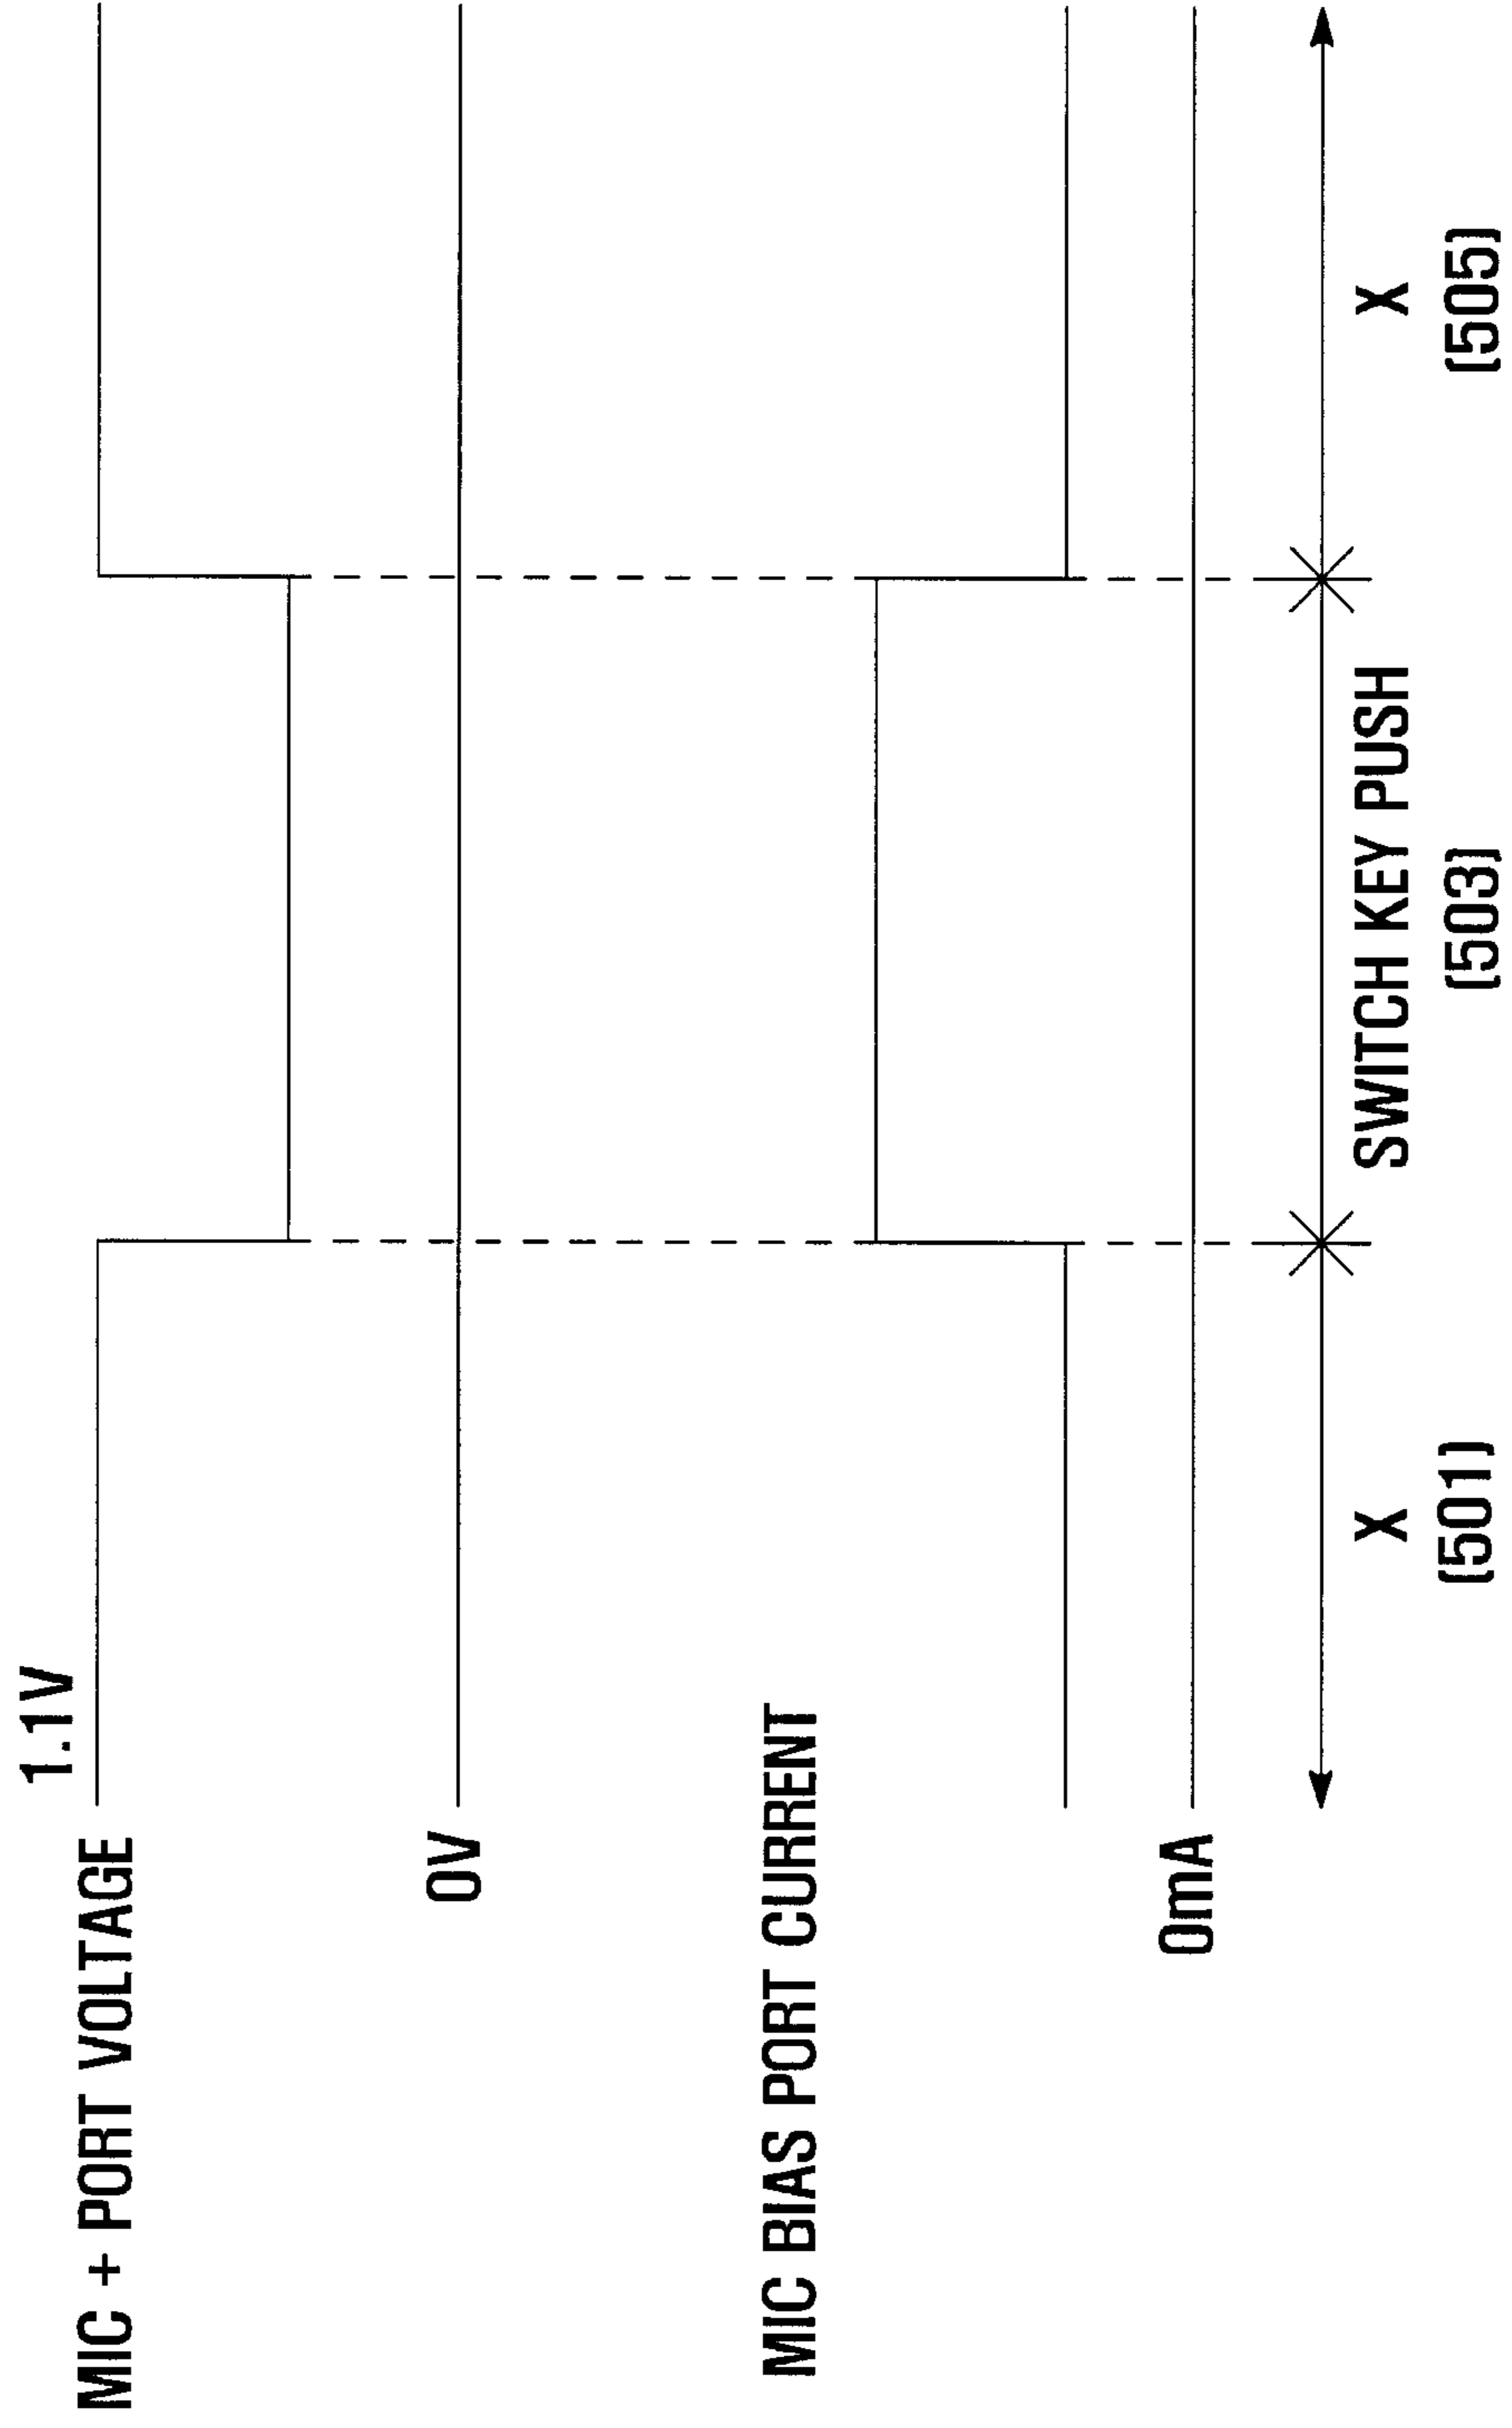 1.1V
MIC + PORT VOLTAGE
0V
MIC BIAS PORT CURRENT
0mA
X SWITCH KEY PUSH X
(501) (503) (505)